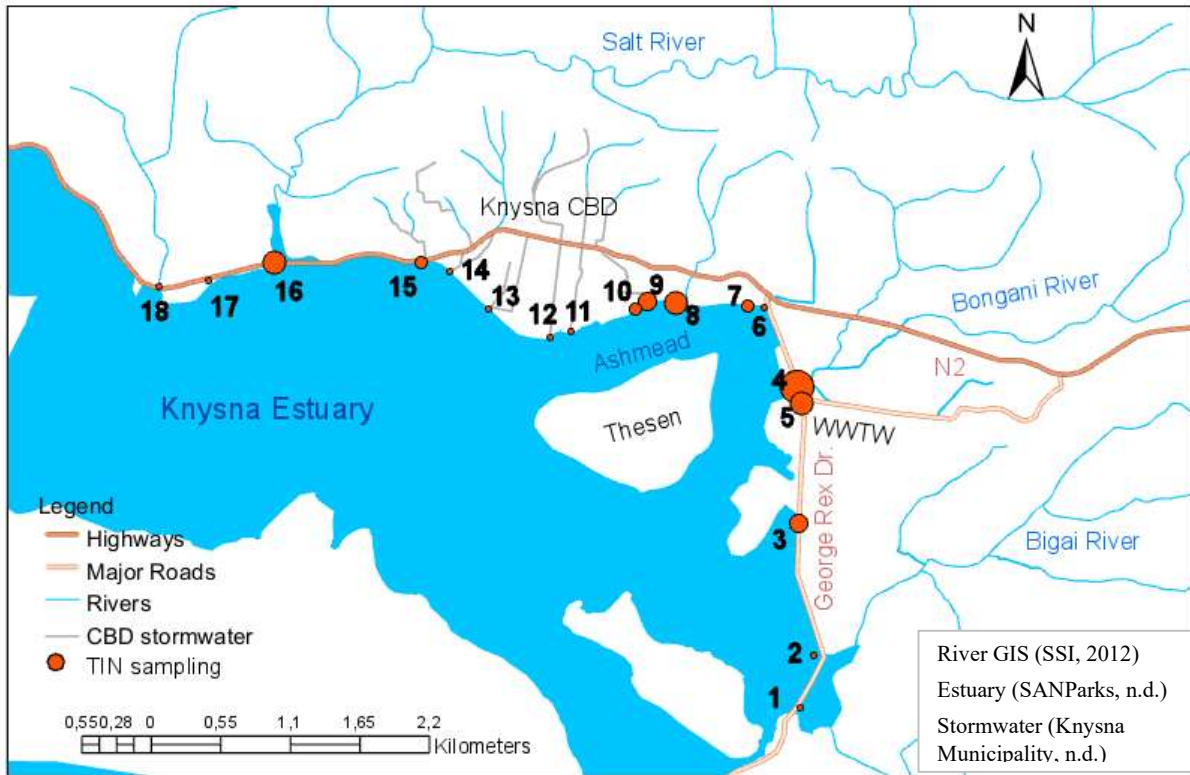 N
Salt River
Knysna CBD
Bongani River
N2
Ashmead
Thesen
Knysna Estuary
WWTW
George Rex Dr.
Bigai River
18
17
16
15
14
13
12
11
10
9
8
7
6
4
5
3
2
1
Legend
Highways
Major Roads
Rivers
CBD stormwater
TIN sampling
0,55 0,28 0 0,55 1,1 1,65 2,2
Kilometers
River GIS (SSI, 2012)
Estuary (SANParks, n.d.)
Stormwater (Knysna
Municipality, n.d.)